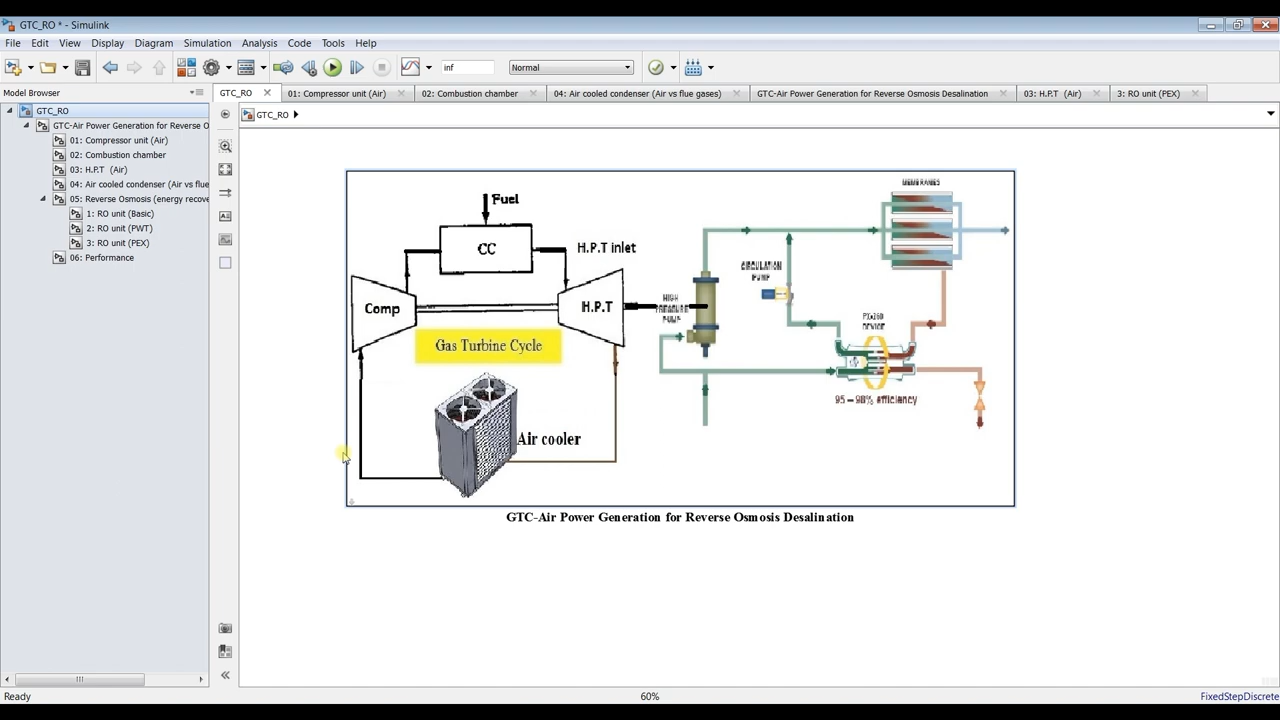 GTC_RO * - Simulink
File Edit View Display Diagram Simulation Analysis Code Tools Help
inf Normal
Model Browser
GTC_RO 01: Compressor unit (Air) 02: Combustion chamber 04: Air cooled condenser (Air vs flue gases) GTC-Air Power Generation for Reverse Osmosis Desalination 03: H.P.T (Air) 3: RO unit (PEX)
GTC_RO
GTC_RO
GTC-Air Power Generation for Reverse O
01: Compressor unit (Air)
02: Combustion chamber
03: H.P.T (Air)
04: Air cooled condenser (Air vs flue
05: Reverse Osmosis (energy recove
1: RO unit (Basic)
2: RO unit (PWT)
3: RO unit (PEX)
06: Performance
MEMBRANES
Fuel
CC
H.P.T inlet
CIRCULATION
PUMP
Comp
H.P.T
HIGH
PRESSURE
PUMP
DEVICE
Gas Turbine Cycle
95 – 98% efficiency
Air cooler
GTC-Air Power Generation for Reverse Osmosis Desalination
Ready
60%
FixedStepDiscrete